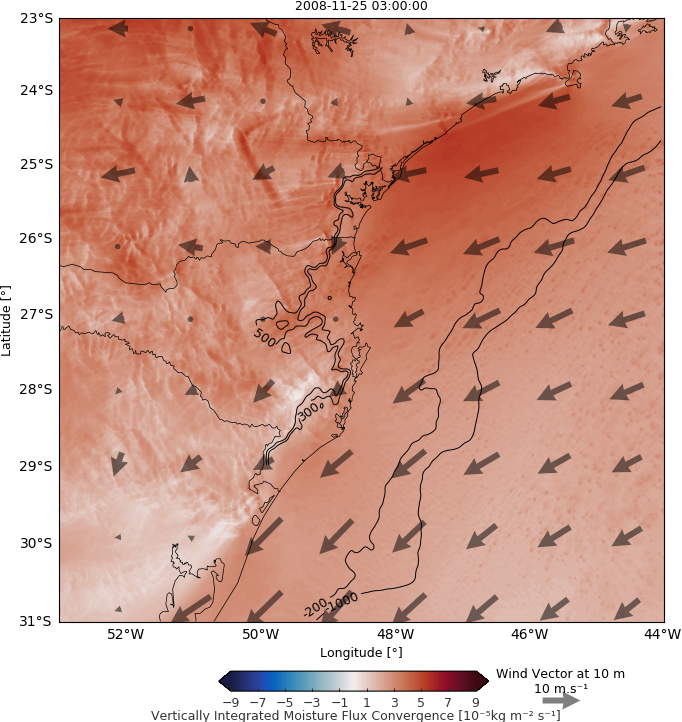 2008-11-25 03:00:00
23°S
24°S
25°S
26°S
27°S
28°S
29°S
30°S
31°S
Latitude [°]
500
300
-200
-1000
52°W 50°W 48°W 46°W 44°W
Longitude [°]
Wind Vector at 10 m
10 m.s⁻¹
−9 −7 −5 −3 −1 1 3 5 7 9
Vertically Integrated Moisture Flux Convergence [10⁻⁵kg m⁻² s⁻¹]